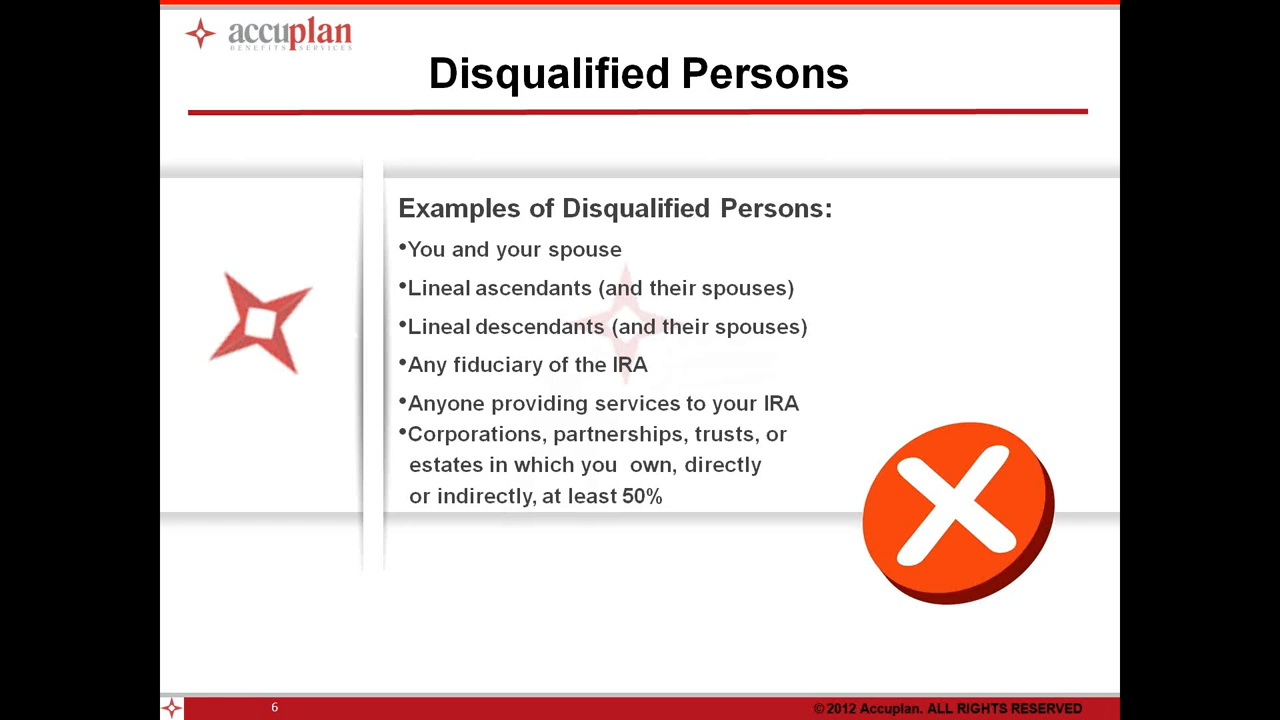 accuplan
BENEFITS SERVICES
Disqualified Persons
Examples of Disqualified Persons:
•You and your spouse
•Lineal ascendants (and their spouses)
•Lineal descendants (and their spouses)
•Any fiduciary of the IRA
•Anyone providing services to your IRA
•Corporations, partnerships, trusts, or
estates in which you own, directly
or indirectly, at least 50%
6
© 2012 Accuplan. ALL RIGHTS RESERVED